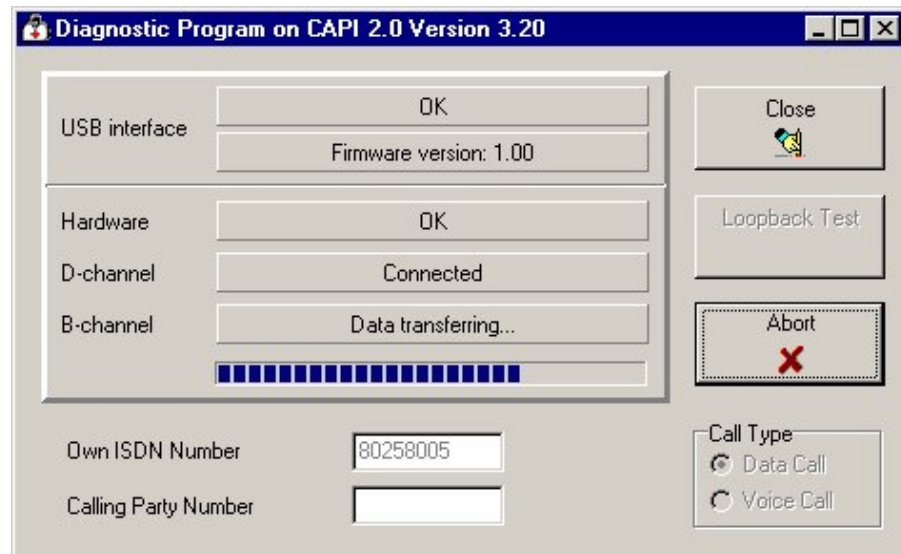 Diagnostic Program on CAPI 2.0 Version 3.20
USB interface
OK
Firmware version: 1.00
Hardware
OK
D-channel
Connected
B-channel
Data transferring...
Own ISDN Number
80258005
Calling Party Number
Close
Loopback Test
Abort
Call Type
Data Call
Voice Call